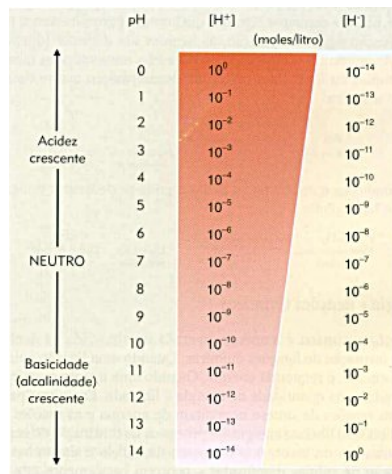 pH [H⁺] [H⁻]
(moles/litro)
0 10⁰ 10⁻¹⁴
1 10⁻¹ 10⁻¹³
2 10⁻² 10⁻¹²
Acidez crescente
3 10⁻³ 10⁻¹¹
4 10⁻⁴ 10⁻¹⁰
5 10⁻⁵ 10⁻⁹
6 10⁻⁶ 10⁻⁸
NEUTRO 7 10⁻⁷ 10⁻⁷
8 10⁻⁸ 10⁻⁶
9 10⁻⁹ 10⁻⁵
10 10⁻¹⁰ 10⁻⁴
Basicidade
(alcalinidade) 11 10⁻¹¹ 10⁻³
crescente 12 10⁻¹² 10⁻²
13 10⁻¹³ 10⁻¹
14 10⁻¹⁴ 10⁰